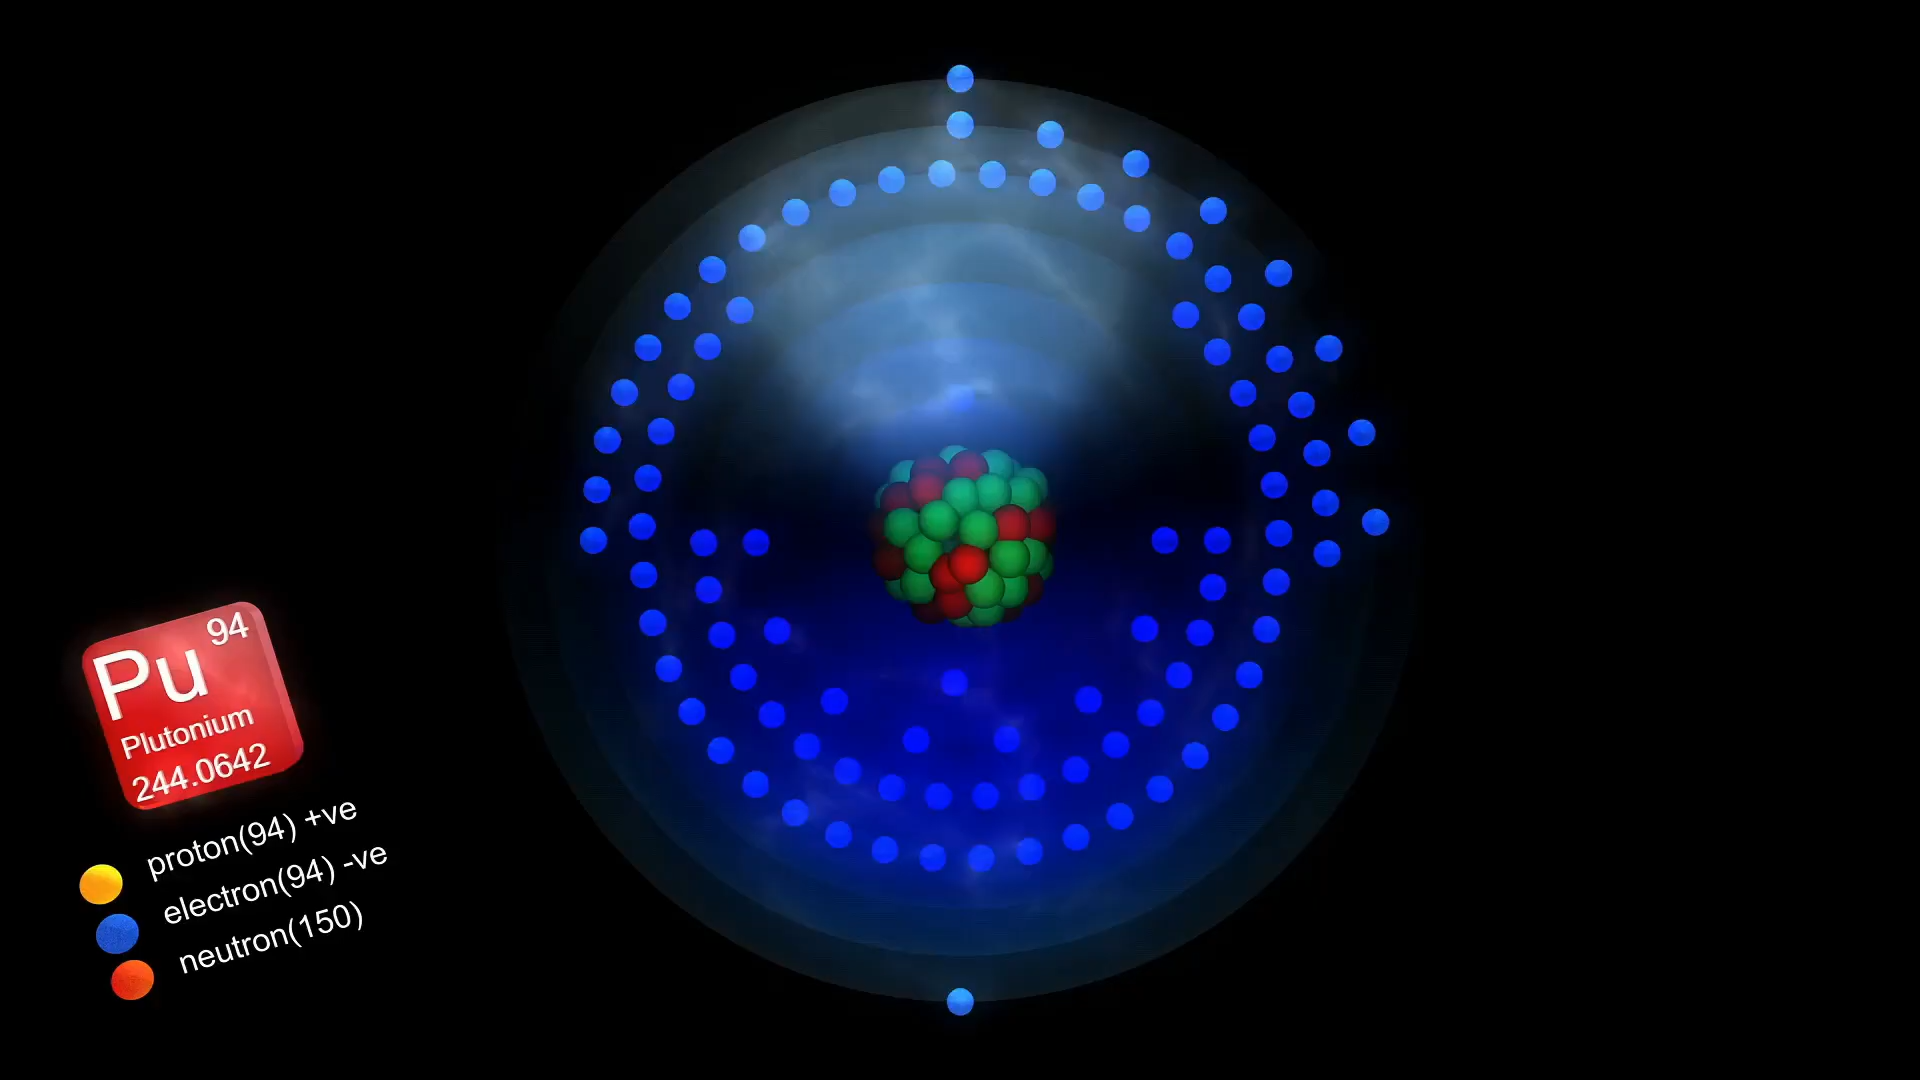 94
Pu
Plutonium
244.0642
proton(94) +ve
electron(94) -ve
neutron(150)